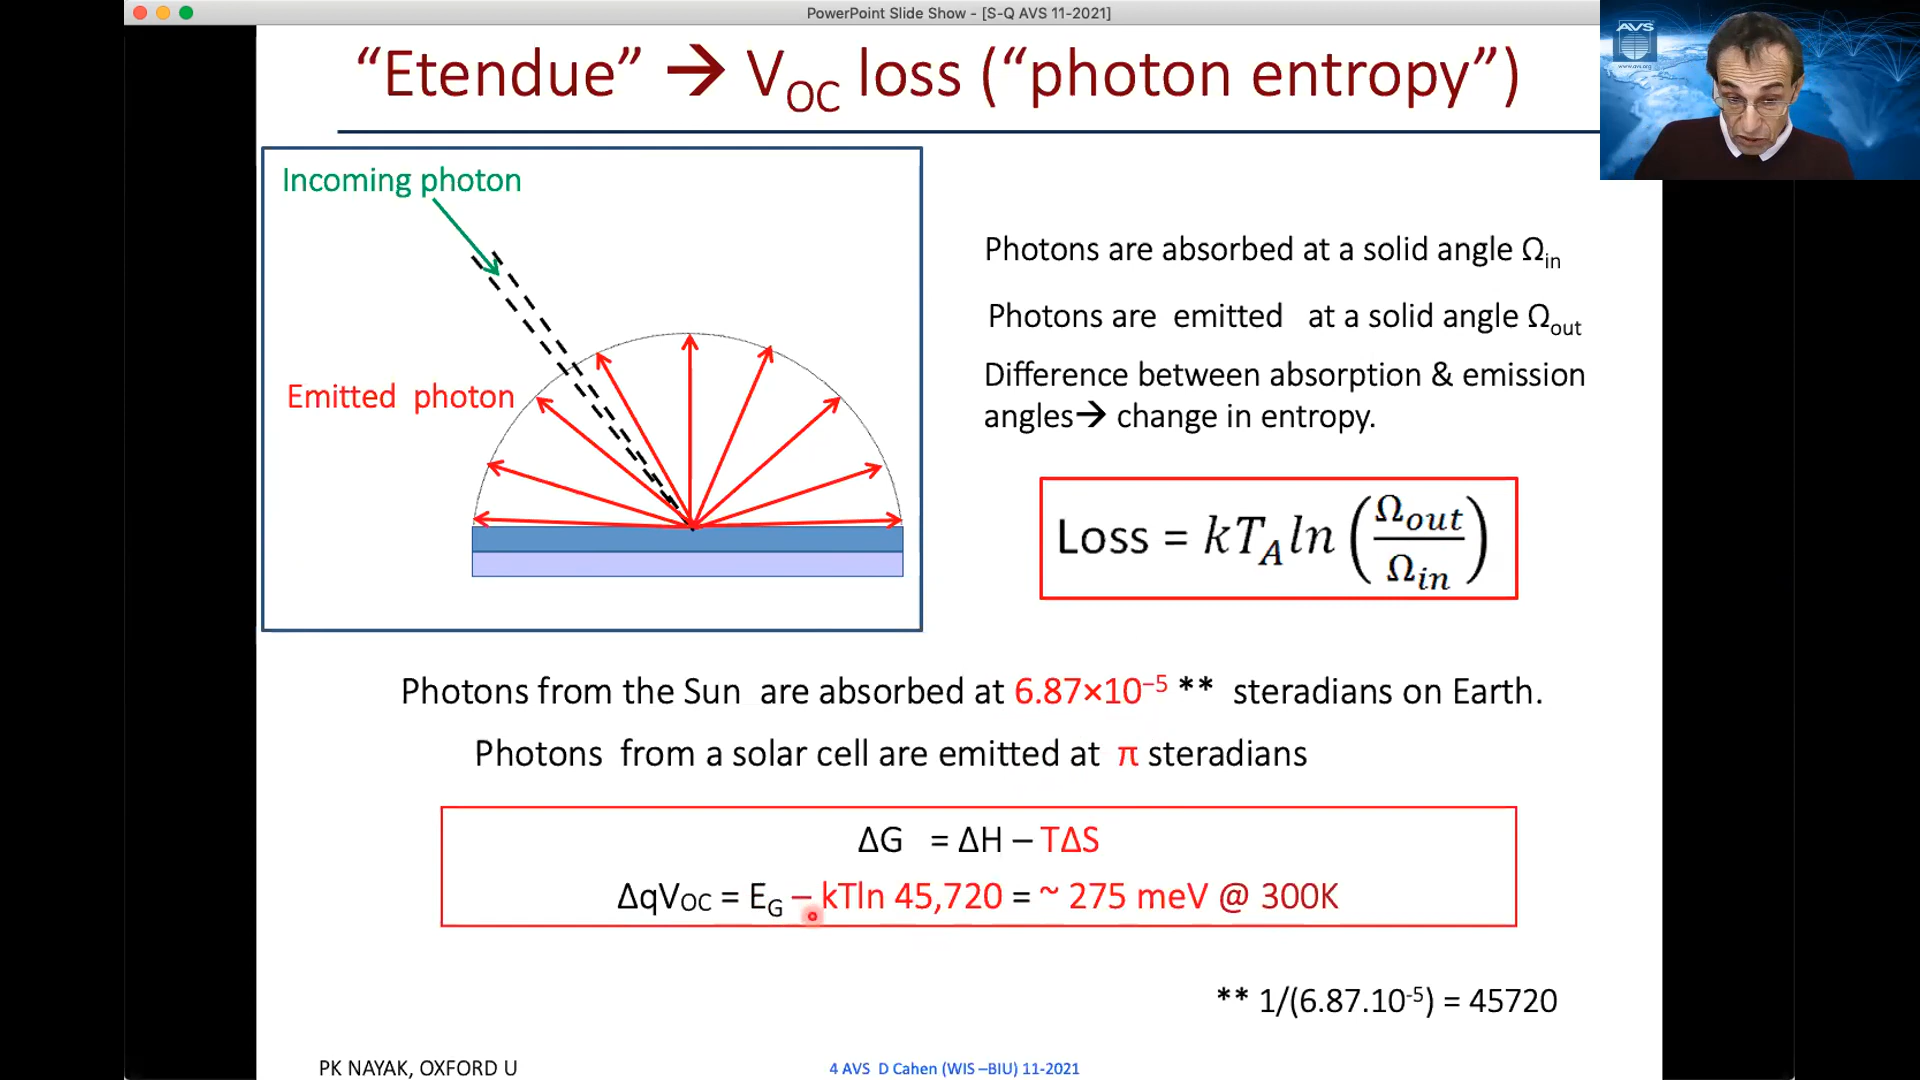 PowerPoint Slide Show - [S-Q AVS 11-2021]
“Etendue” → VOC loss (“photon entropy”)
AVS
www.avs.org
Incoming photon
Emitted photon
Photons are absorbed at a solid angle Ωin
Photons are emitted at a solid angle Ωout
Difference between absorption & emission
angles→ change in entropy.
Loss = kTA ln (Ωout/Ωin)
Photons from the Sun are absorbed at 6.87×10⁻⁵ ** steradians on Earth.
Photons from a solar cell are emitted at π steradians
ΔG = ΔH – TΔS
ΔqVOC = EG – kTln 45,720 = ~ 275 meV @ 300K
** 1/(6.87.10⁻⁵) = 45720
PK NAYAK, OXFORD U
4 AVS D Cahen (WIS –BIU) 11-2021